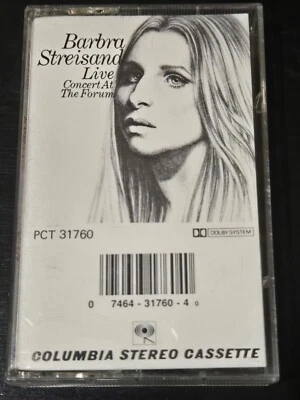 Barbra
Streisand
Live
Concert At
The Forum
PCT 31760
DOLBY SYSTEM
0 7464-31760-4 0
COLUMBIA STEREO CASSETTE